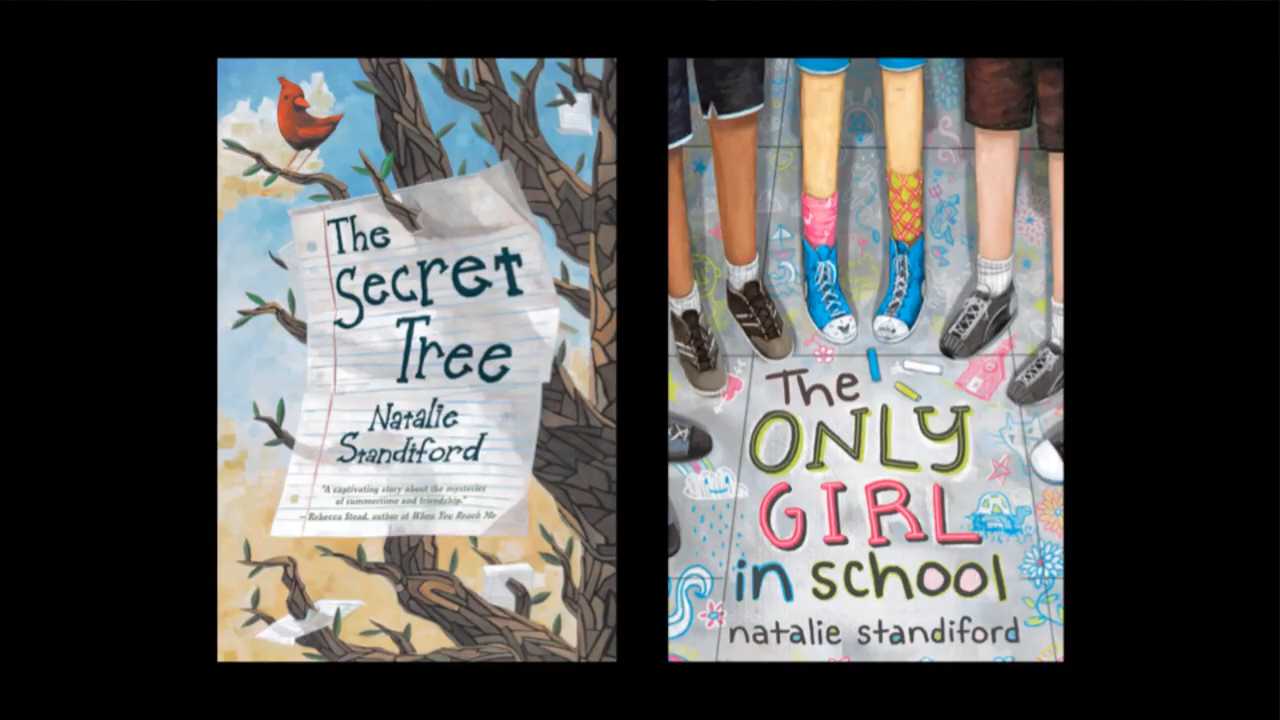 The
Secret
Tree
Natalie
Standiford
"A captivating story about the mysteries
of summertime and friendship."
— Rebecca Stead, author of When You Reach Me
The
ONLY
GIRL
in school
natalie standiford